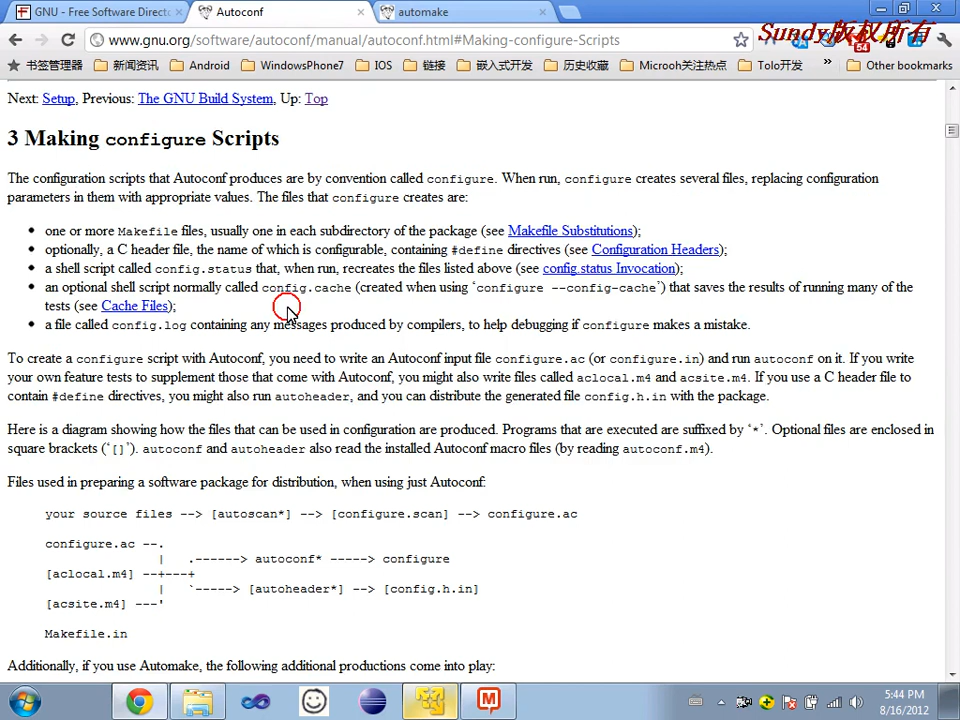 GNU - Free Software Direct
Autoconf
automake
www.gnu.org/software/autoconf/manual/autoconf.html#Making-configure-Scripts
Sundy版权所有
书签管理器
新闻资讯
Android
WindowsPhone7
IOS
链接
嵌入式开发
历史收藏
Microoh关注热点
Tolo开发
»
Other bookmarks
Next: Setup, Previous: The GNU Build System, Up: Top
3 Making configure Scripts
The configuration scripts that Autoconf produces are by convention called configure. When run, configure creates several files, replacing configuration
parameters in them with appropriate values. The files that configure creates are:
• one or more Makefile files, usually one in each subdirectory of the package (see Makefile Substitutions);
• optionally, a C header file, the name of which is configurable, containing #define directives (see Configuration Headers);
• a shell script called config.status that, when run, recreates the files listed above (see config.status Invocation);
• an optional shell script normally called config.cache (created when using ‘configure --config-cache’) that saves the results of running many of the
tests (see Cache Files);
• a file called config.log containing any messages produced by compilers, to help debugging if configure makes a mistake.
To create a configure script with Autoconf, you need to write an Autoconf input file configure.ac (or configure.in) and run autoconf on it. If you write
your own feature tests to supplement those that come with Autoconf, you might also write files called aclocal.m4 and acsite.m4. If you use a C header file to
contain #define directives, you might also run autoheader, and you can distribute the generated file config.h.in with the package.
Here is a diagram showing how the files that can be used in configuration are produced. Programs that are executed are suffixed by ‘*’. Optional files are enclosed in
square brackets (‘[]’). autoconf and autoheader also read the installed Autoconf macro files (by reading autoconf.m4).
Files used in preparing a software package for distribution, when using just Autoconf:
your source files --> [autoscan*] --> [configure.scan] --> configure.ac
configure.ac --.
| .------> autoconf* -----> configure
[aclocal.m4] --+---+
| `-----> [autoheader*] --> [config.h.in]
[acsite.m4] ---'
Makefile.in
Additionally, if you use Automake, the following additional productions come into play:
5:44 PM
8/16/2012